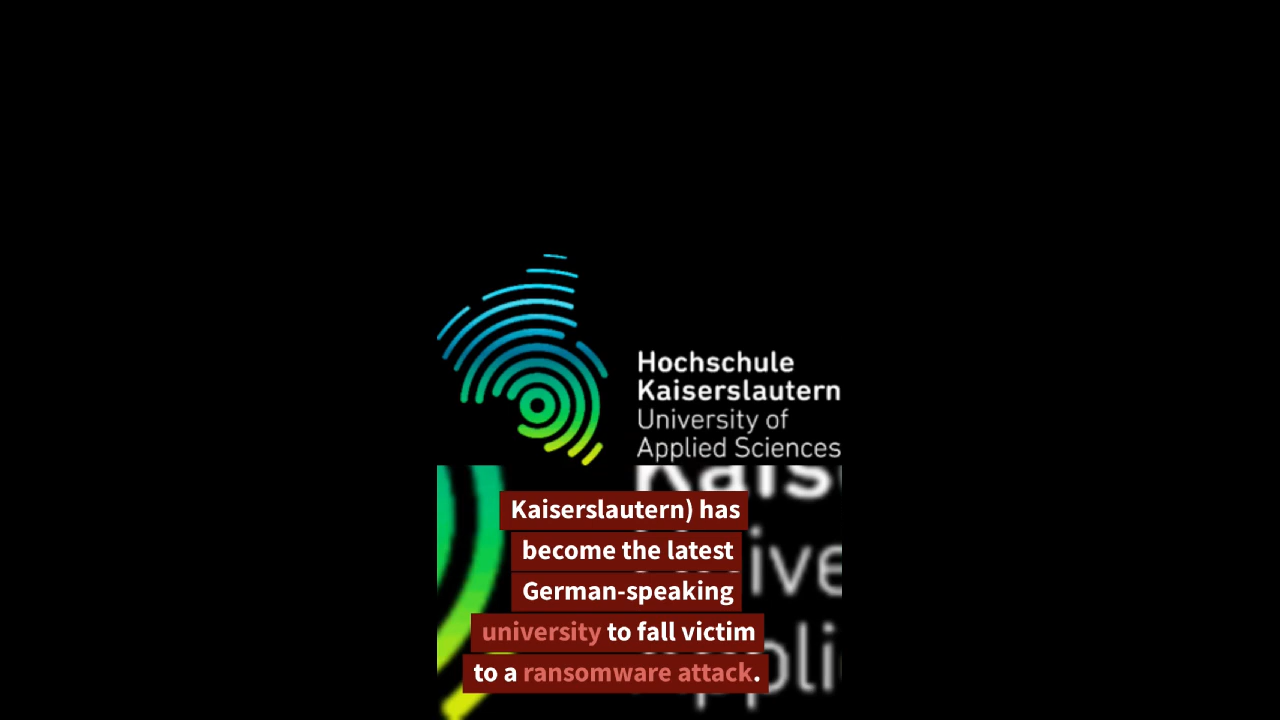 Hochschule
Kaiserslautern
University of
Applied Sciences
Kaiserslautern) has
become the latest
German-speaking
university to fall victim
to a ransomware attack.